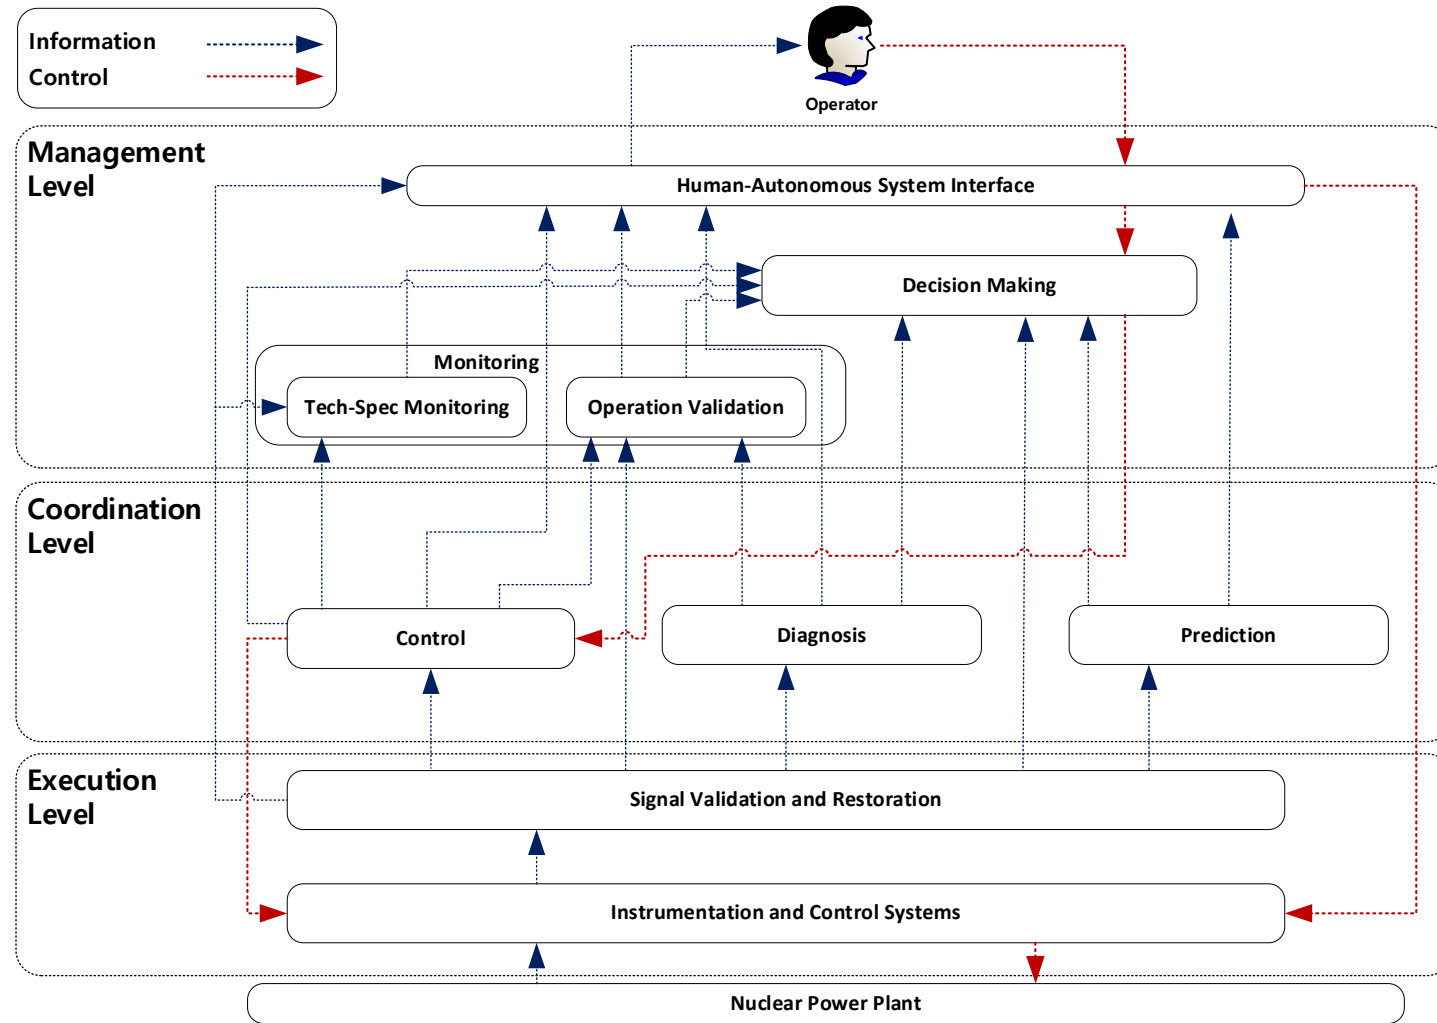 Information
Control
Operator
Management
Level
Human-Autonomous System Interface
Decision Making
Monitoring
Tech-Spec Monitoring
Operation Validation
Coordination
Level
Control
Diagnosis
Prediction
Execution
Level
Signal Validation and Restoration
Instrumentation and Control Systems
Nuclear Power Plant